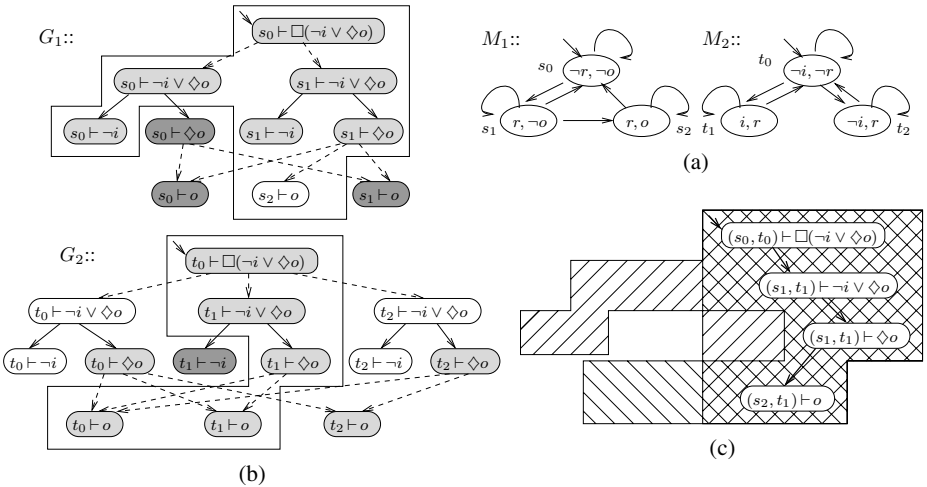 G₁::
s₀ ⊢ □(¬i ∨ ◇o)
s₀ ⊢ ¬i ∨ ◇o
s₁ ⊢ ¬i ∨ ◇o
s₀ ⊢ ¬i
s₀ ⊢ ◇o
s₁ ⊢ ¬i
s₁ ⊢ ◇o
s₀ ⊢ o
s₂ ⊢ o
s₁ ⊢ o
G₂::
t₀ ⊢ □(¬i ∨ ◇o)
t₀ ⊢ ¬i ∨ ◇o
t₁ ⊢ ¬i ∨ ◇o
t₂ ⊢ ¬i ∨ ◇o
t₀ ⊢ ¬i
t₀ ⊢ ◇o
t₁ ⊢ ¬i
t₁ ⊢ ◇o
t₂ ⊢ ¬i
t₂ ⊢ ◇o
t₀ ⊢ o
t₁ ⊢ o
t₂ ⊢ o
(b)
M₁::
s₀
¬r, ¬o
s₁
r, ¬o
r, o
s₂
M₂::
t₀
¬i, ¬r
t₁
i, r
¬i, r
t₂
(a)
(s₀, t₀) ⊢ □(¬i ∨ ◇o)
(s₁, t₁) ⊢ ¬i ∨ ◇o
(s₁, t₁) ⊢ ◇o
(s₂, t₁) ⊢ o
(c)